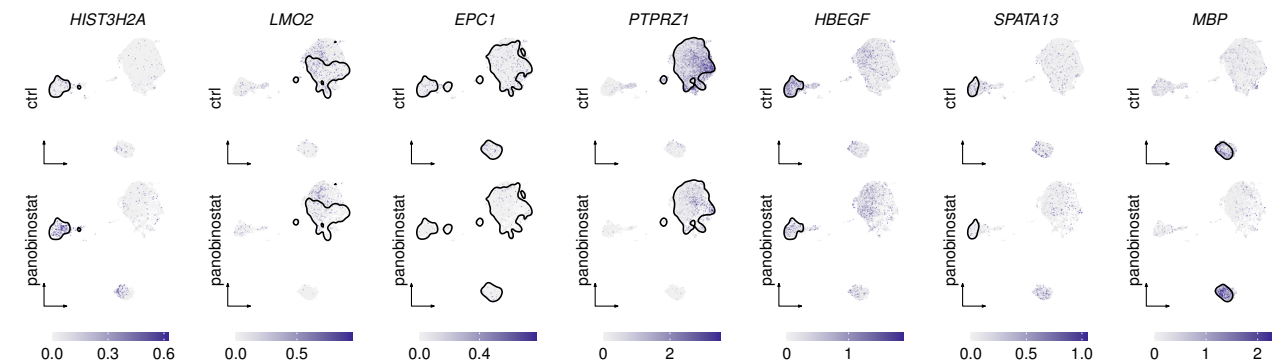 HIST3H2A LMO2 EPC1 PTPRZ1 HBEGF SPATA13 MBP
ctrl ctrl ctrl ctrl ctrl ctrl ctrl
panobinostat panobinostat panobinostat panobinostat panobinostat panobinostat panobinostat
0.0 0.3 0.6 0.0 0.5 0.0 0.4 0 2 0 1 0.0 0.5 1.0 0 1 2